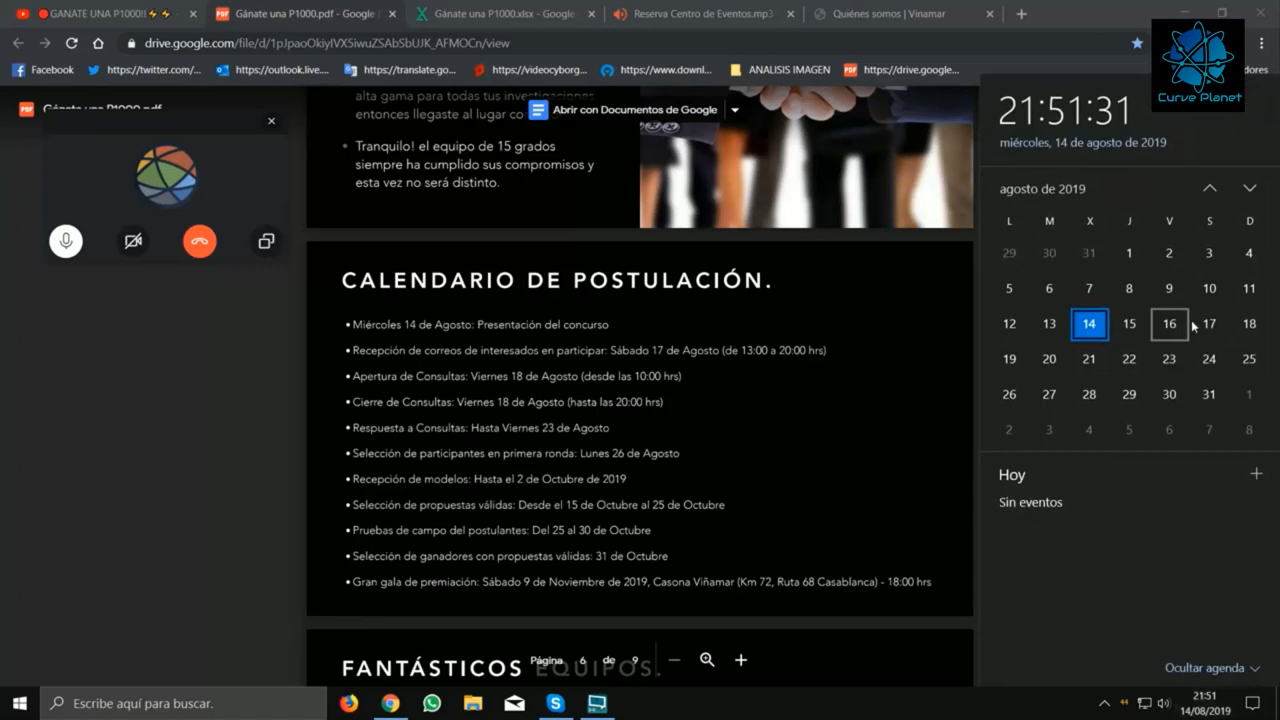 GANATE UNA P1000!!
Gánate una P1000.pdf - Google
Gánate una P1000.xlsx - Google
Reserva Centro de Eventos.mp3
Quiénes somos | Vinamar
drive.google.com/file/d/1pJpaoOkiyIVX5iwuZSAbSbUJK_AFMOCn/view
Facebook
https://twitter.com/...
https://outlook.live....
https://translate.go...
https://videocyborg....
https://www.downl...
ANALISIS IMAGEN
https://drive.google...
Curve Planet
Gánate una P1000.pdf
alta gama para todas tus investigaciones
entonces llegaste al lugar co
Abrir con Documentos de Google
Tranquilo! el equipo de 15 grados
siempre ha cumplido sus compromisos y
esta vez no será distinto.
CALENDARIO DE POSTULACIÓN.
• Miércoles 14 de Agosto: Presentación del concurso
• Recepción de correos de interesados en participar: Sábado 17 de Agosto (de 13:00 a 20:00 hrs)
• Apertura de Consultas: Viernes 18 de Agosto (desde las 10:00 hrs)
• Cierre de Consultas: Viernes 18 de Agosto (hasta las 20:00 hrs)
• Respuesta a Consultas: Hasta Viernes 23 de Agosto
• Selección de participantes en primera ronda: Lunes 26 de Agosto
• Recepción de modelos: Hasta el 2 de Octubre de 2019
• Selección de propuestas válidas: Desde el 15 de Octubre al 25 de Octubre
• Pruebas de campo del postulantes: Del 25 al 30 de Octubre
• Selección de ganadores con propuestas válidas: 31 de Octubre
• Gran gala de premiación: Sábado 9 de Noviembre de 2019, Casona Viñamar (Km 72, Ruta 68 Casablanca) - 18:00 hrs
FANTÁSTICOS EQUIPOS.
Página 6 de 9
21:51:31
miércoles, 14 de agosto de 2019
agosto de 2019
L M X J V S D
29 30 31 1 2 3 4
5 6 7 8 9 10 11
12 13 14 15 16 17 18
19 20 21 22 23 24 25
26 27 28 29 30 31 1
2 3 4 5 6 7 8
Hoy
Sin eventos
Ocultar agenda
Escribe aquí para buscar.
44
21:51
14/08/2019